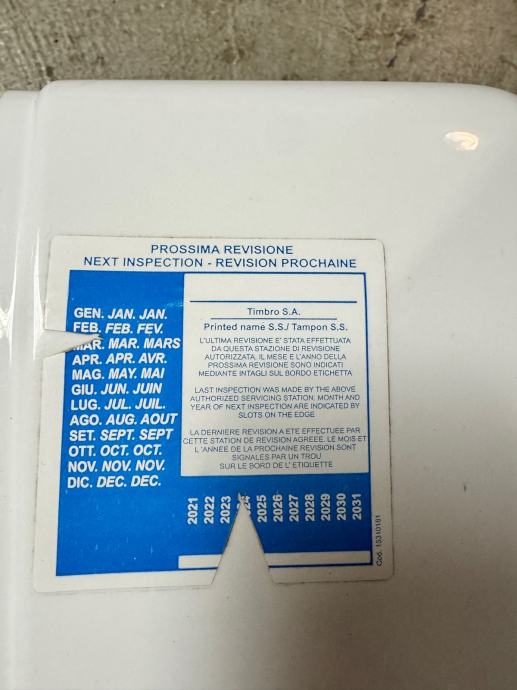 PROSSIMA REVISIONE
NEXT INSPECTION - REVISION PROCHAINE
GEN. JAN. JAN.
FEB. FEB. FEV.
MAR. MAR. MARS
APR. APR. AVR.
MAG. MAY. MAI
GIU. JUN. JUIN
LUG. JUL. JUIL.
AGO. AUG. AOUT
SET. SEPT. SEPT
OTT. OCT. OCT.
NOV. NOV. NOV.
DIC. DEC. DEC.
Timbro S.A.
Printed name S.S./ Tampon S.S.
L'ULTIMA REVISIONE E' STATA EFFETTUATA
DA QUESTA STAZIONE DI REVISIONE
AUTORIZZATA. IL MESE E L'ANNO DELLA
PROSSIMA REVISIONE SONO INDICATI
MEDIANTE INTAGLI SUL BORDO ETICHETTA
LAST INSPECTION WAS MADE BY THE ABOVE
AUTHORIZED SERVICING STATION. MONTH AND
YEAR OF NEXT INSPECTION ARE INDICATED BY
SLOTS ON THE EDGE
LA DERNIERE REVISION A ETE EFFECTUEE PAR
CETTE STATION DE REVISION AGREEE. LE MOIS ET
L 'ANNEE DE LA PROCHAINE REVISION SONT
SIGNALES PAR UN TROU
SUR LE BORD DE L' ETIQUETTE
2021
2022
2023
2025
2026
2027
2028
2029
2030
2031
Cod. 15310181